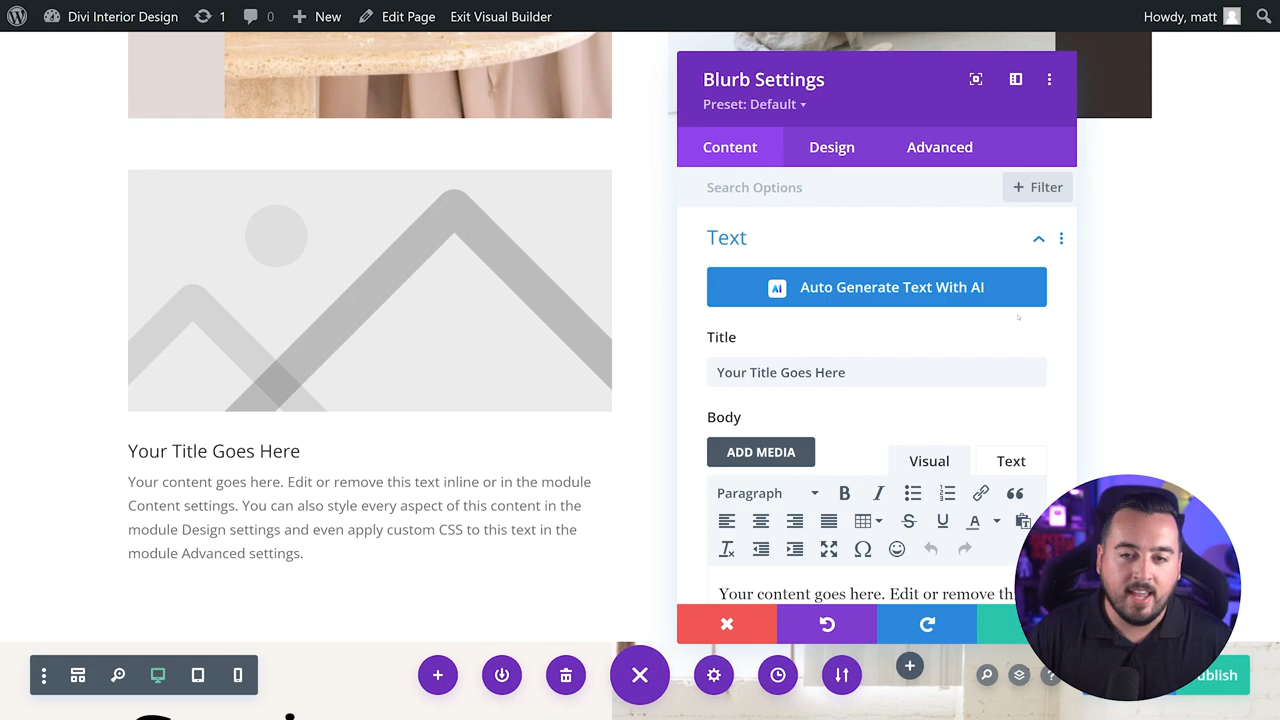 Divi Interior Design 1 0 New Edit Page Exit Visual Builder Howdy, matt
Blurb Settings
Preset: Default
Content Design Advanced
Search Options Filter
Text
AI Auto Generate Text With AI
Title
Your Title Goes Here
Body
ADD MEDIA
Visual Text
Paragraph
Your content goes here. Edit or remove
Your Title Goes Here
Your content goes here. Edit or remove this text inline or in the module
Content settings. You can also style every aspect of this content in the
module Design settings and even apply custom CSS to this text in the
module Advanced settings.